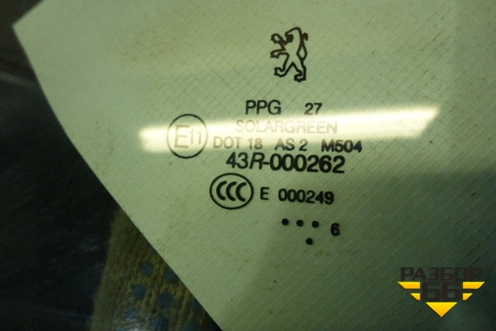 PPG 27
SOLARGREEN
E11
DOT 18 AS 2 M504
43R-000262
CCC E 000249
••• 6
•
РАЗБОР
66